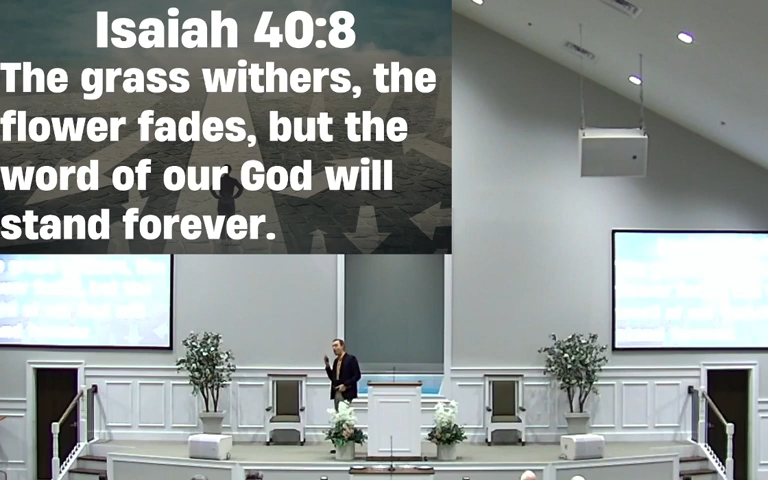 Isaiah 40:8
The grass withers, the
flower fades, but the
word of our God will
stand forever.